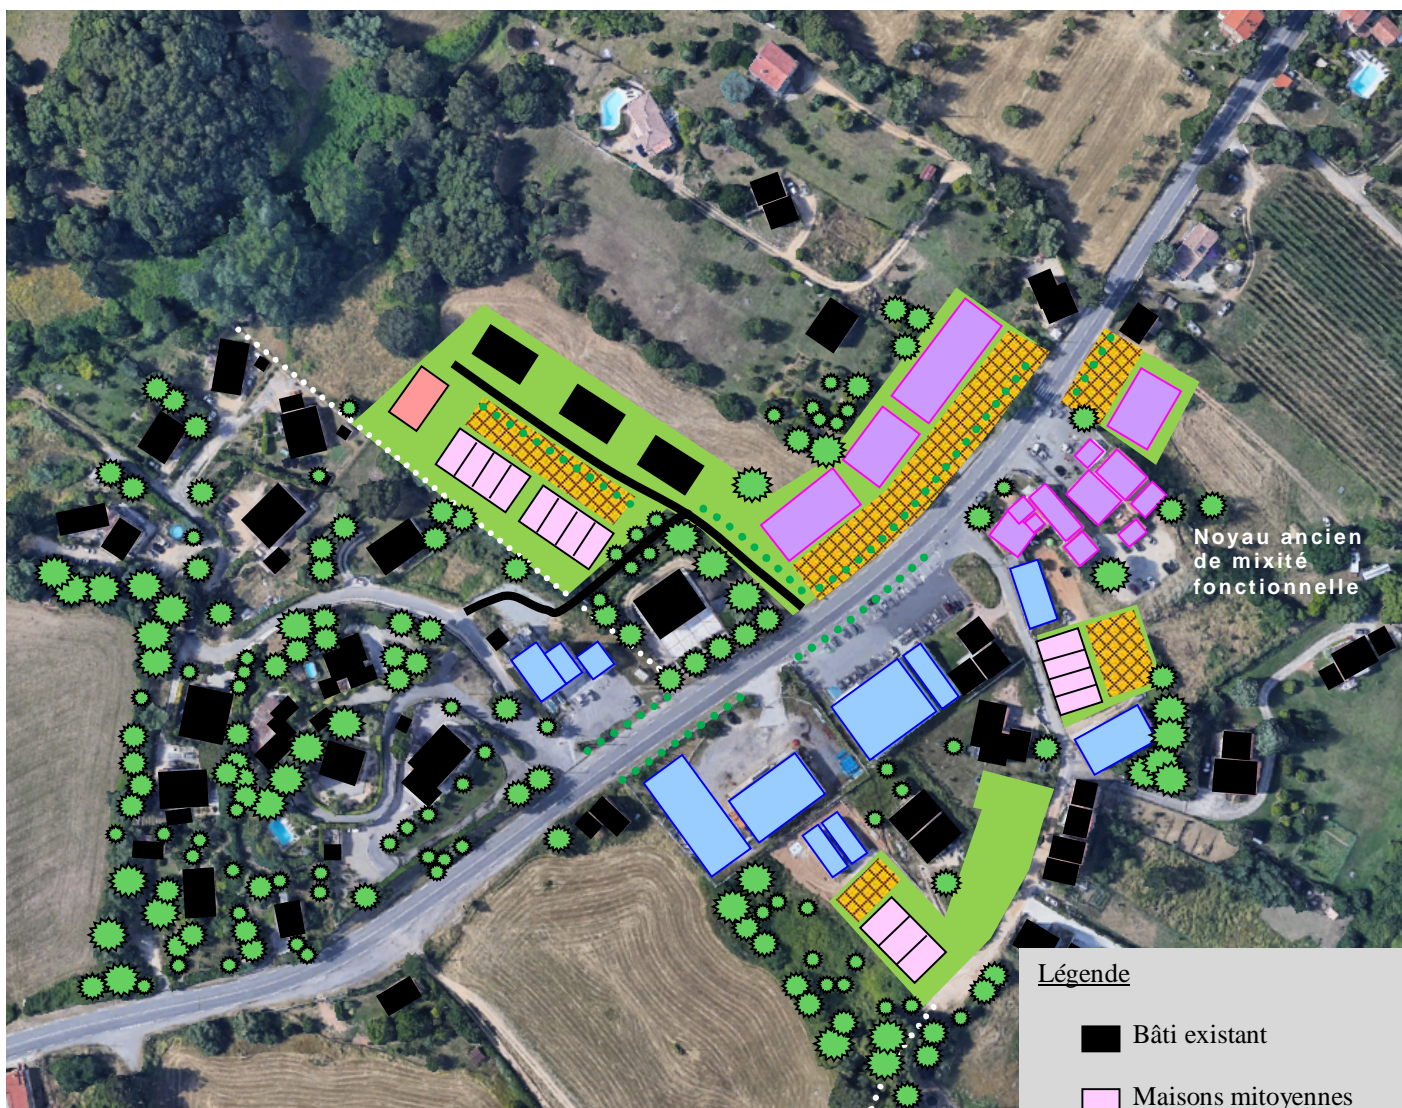 Noyau ancien
de mixité
fonctionnelle
Légende
Bâti existant
Maisons mitoyennes